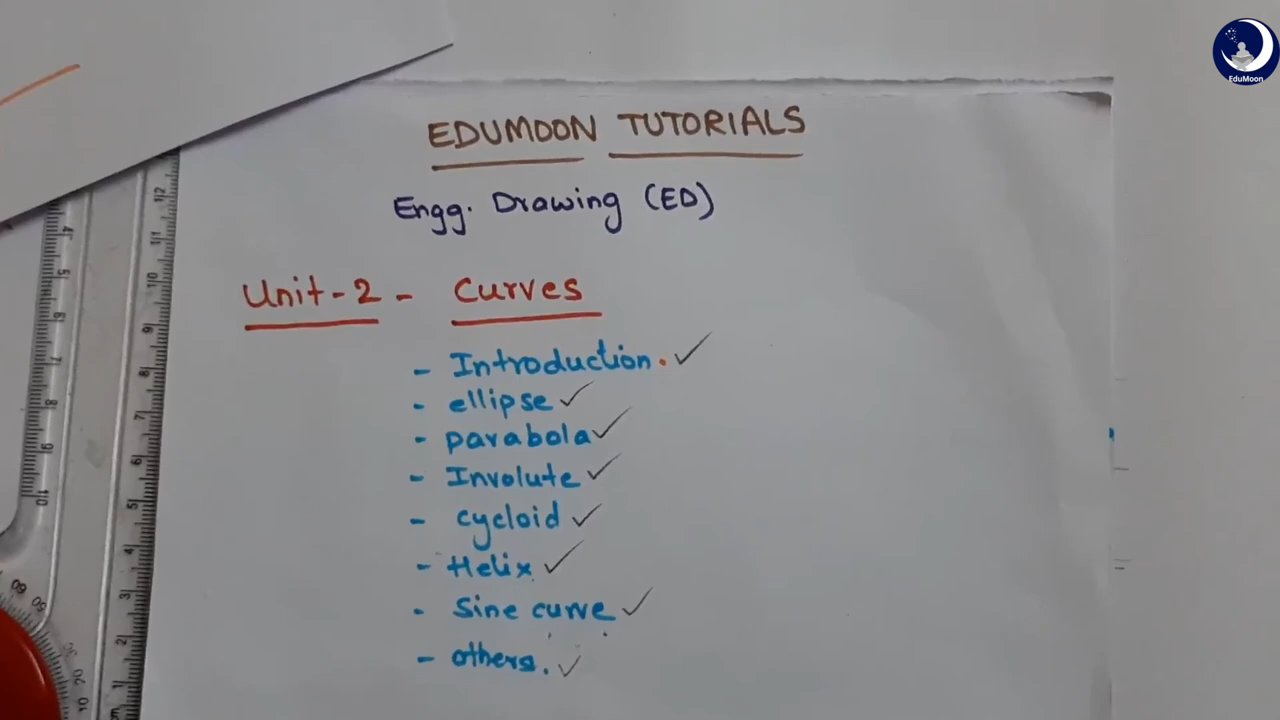 EduMoon
EDUMOON TUTORIALS
Engg. Drawing (ED)
Unit-2 - Curves
- Introduction.
- ellipse
- parabola
- Involute
- cycloid
- Helix
- Sine curve
- others.